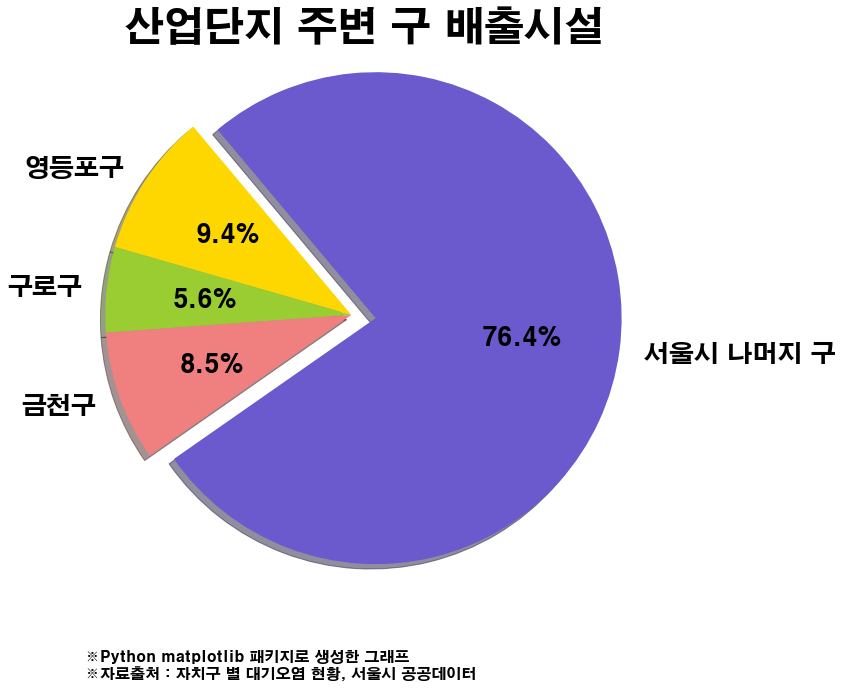 산업단지 주변 구 배출시설
영등포구
9.4%
구로구
5.6%
76.4%
서울시 나머지 구
8.5%
금천구
※Python matplotlib 패키지로 생성한 그래프
※자료출처 : 자치구 별 대기오염 현황, 서울시 공공데이터